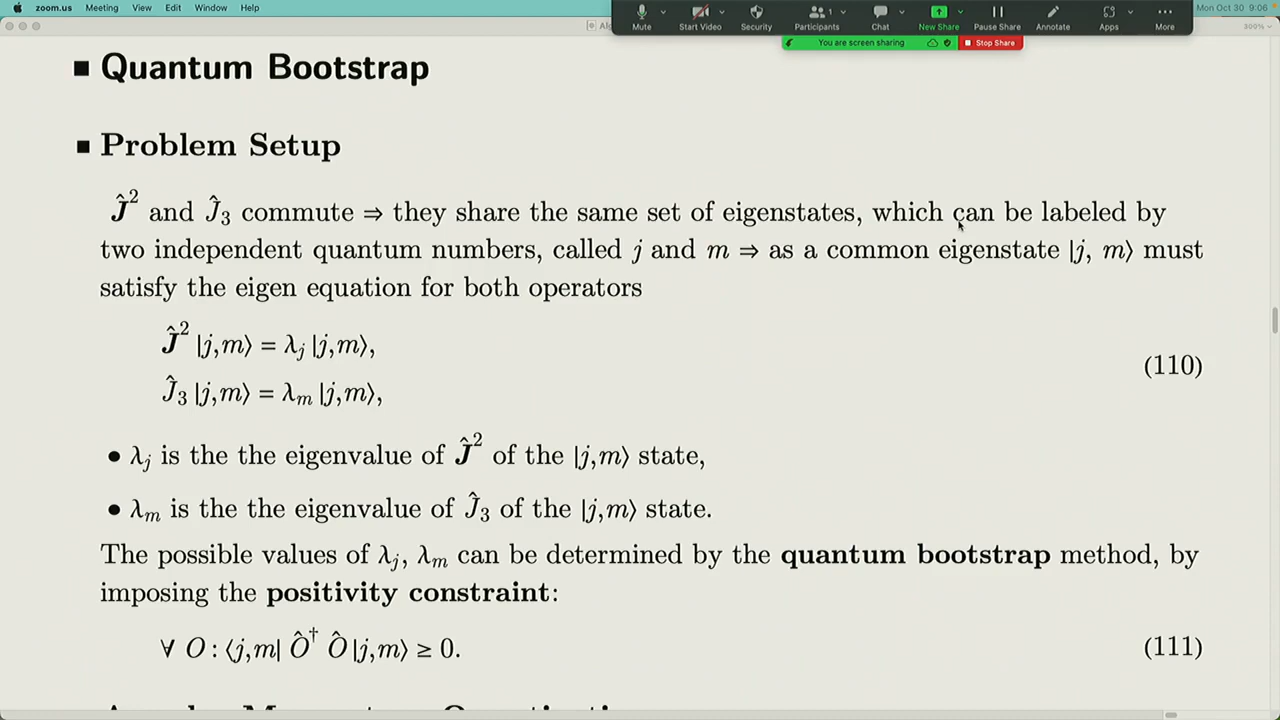 zoom.us Meeting View Edit Window Help
Mon Oct 30 9:06
Mute Start Video Security Participants 1 Chat New Share Pause Share Annotate Apps More
300%
You are screen sharing Stop Share
■ Quantum Bootstrap
■ Problem Setup
Ĵ² and Ĵ₃ commute ⇒ they share the same set of eigenstates, which can be labeled by
two independent quantum numbers, called j and m ⇒ as a common eigenstate |j, m⟩ must
satisfy the eigen equation for both operators
Ĵ² |j,m⟩ = λⱼ |j,m⟩,
(110)
Ĵ₃ |j,m⟩ = λₘ |j,m⟩,
• λⱼ is the the eigenvalue of Ĵ² of the |j,m⟩ state,
• λₘ is the the eigenvalue of Ĵ₃ of the |j,m⟩ state.
The possible values of λⱼ, λₘ can be determined by the quantum bootstrap method, by
imposing the positivity constraint:
∀ O : ⟨j,m| Ô† Ô |j,m⟩ ≥ 0. (111)